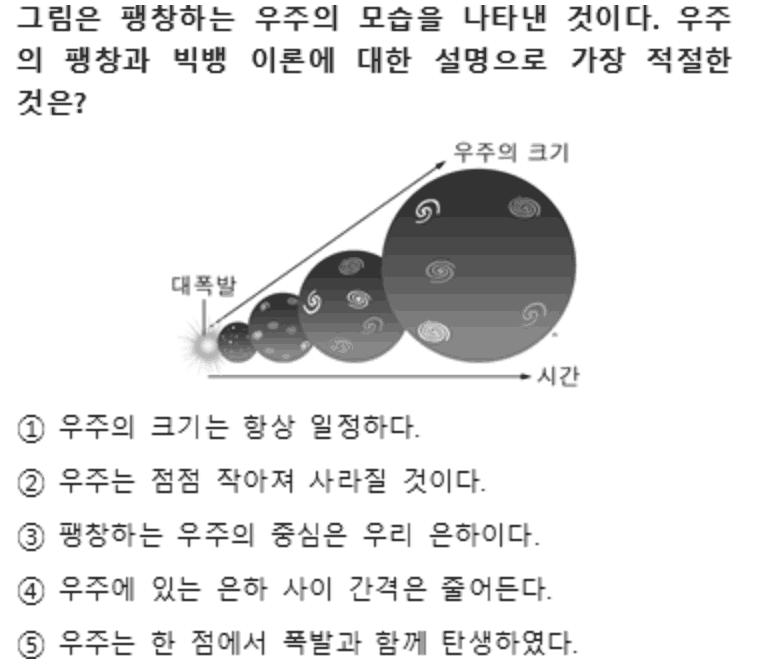 그림은 팽창하는 우주의 모습을 나타낸 것이다. 우주
의 팽창과 빅뱅 이론에 대한 설명으로 가장 적절한
것은?
우주의 크기
대폭발
시간
① 우주의 크기는 항상 일정하다.
② 우주는 점점 작아져 사라질 것이다.
③ 팽창하는 우주의 중심은 우리 은하이다.
④ 우주에 있는 은하 사이 간격은 줄어든다.
⑤ 우주는 한 점에서 폭발과 함께 탄생하였다.